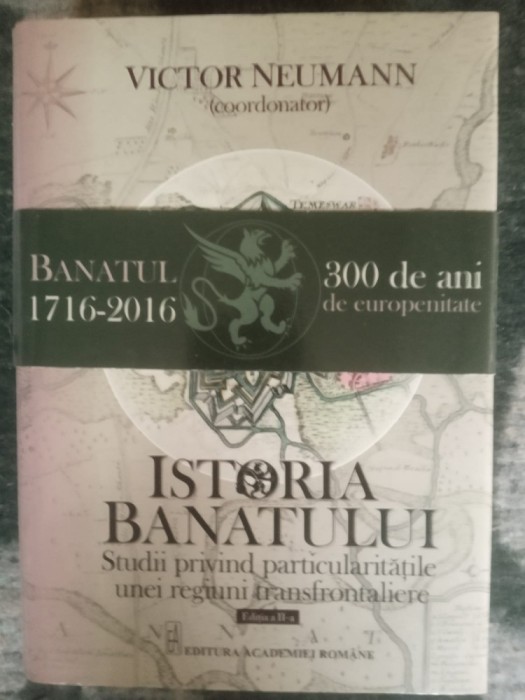 VICTOR NEUMANN
(coordonator)
TEMESWAR
BANATUL
1716-2016
300 de ani
de europenitate
ISTORIA
BANATULUI
Studii privind particularitățile
unei regiuni transfrontaliere
Ediția a II-a
EDITURA ACADEMIEI ROMÂNE